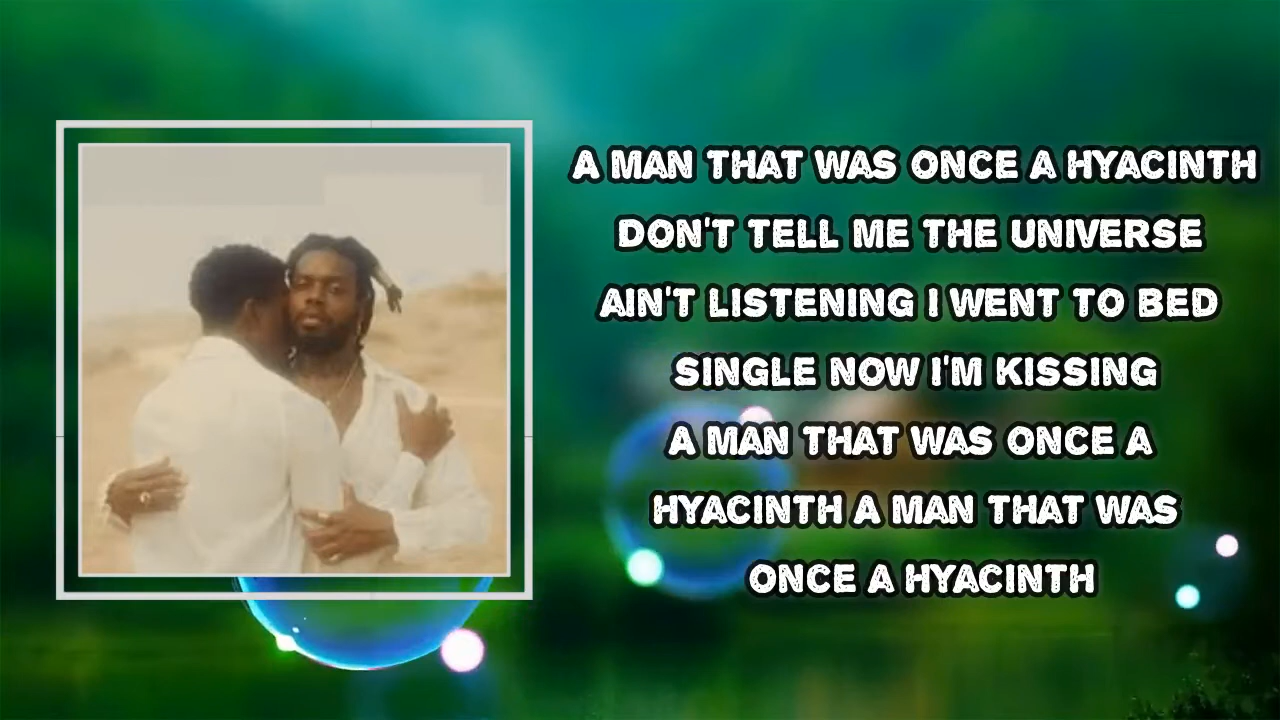 A MAN THAT WAS ONCE A HYACINTH
DON'T TELL ME THE UNIVERSE
AIN'T LISTENING I WENT TO BED
SINGLE NOW I'M KISSING
A MAN THAT WAS ONCE A
HYACINTH A MAN THAT WAS
ONCE A HYACINTH